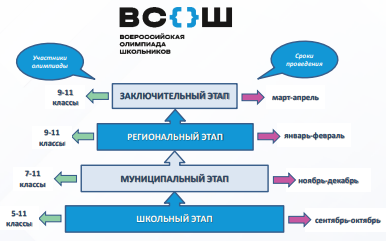 ВСОШ
ВСЕРОССИЙСКАЯ
ОЛИМПИАДА
ШКОЛЬНИКОВ
Участники
олимпиады
Сроки
проведения
9-11
классы
ЗАКЛЮЧИТЕЛЬНЫЙ ЭТАП
март-апрель
9-11
классы
РЕГИОНАЛЬНЫЙ ЭТАП
январь-февраль
7-11
классы
МУНИЦИПАЛЬНЫЙ ЭТАП
ноябрь-декабрь
5-11
классы
ШКОЛЬНЫЙ ЭТАП
сентябрь-октябрь